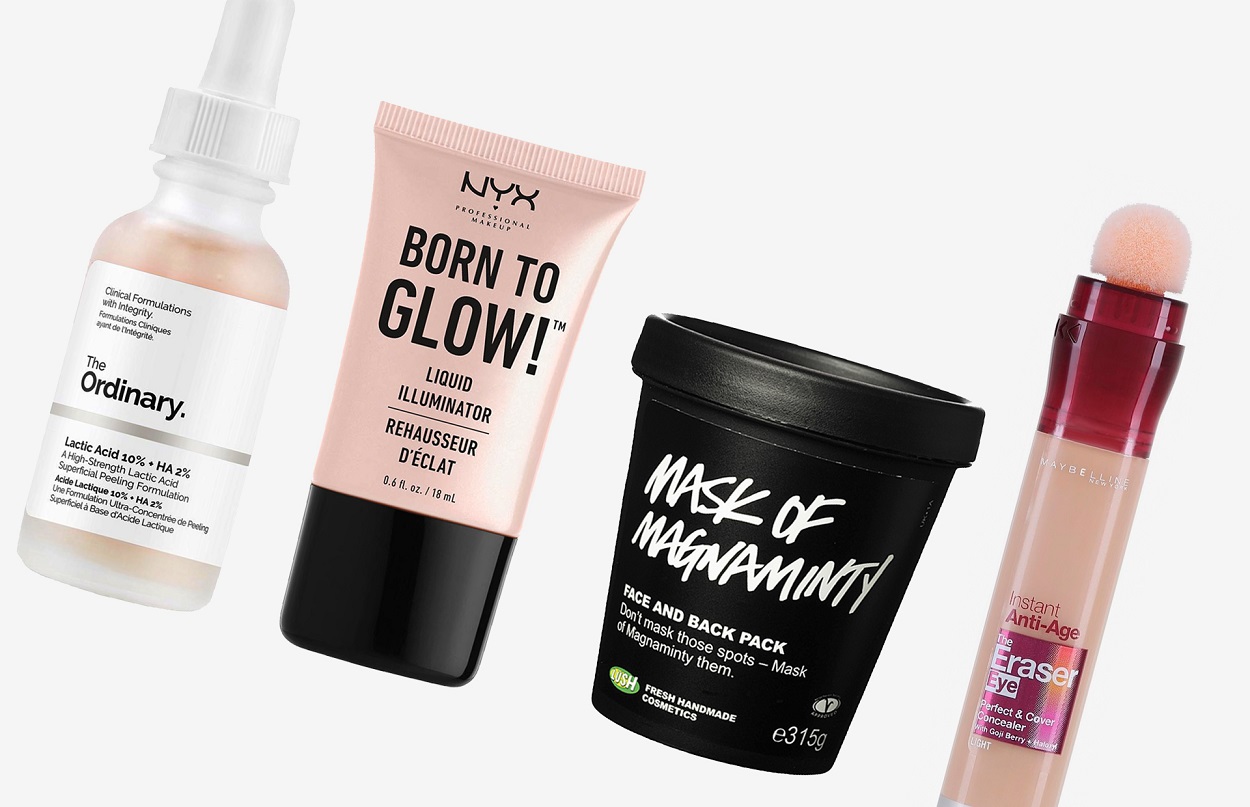 Clinical Formulations
with Integrity.
Formulations Cliniques
ayant de l'Intégrité.
The
Ordinary.
Lactic Acid 10% + HA 2%
A High-Strength Lactic Acid
Superficial Peeling Formulation
Acide Lactique 10% + HA 2%
Une Formulation Ultra-Concentrée de Peeling
Superficiel à Base d'Acide Lactique
NYX
PROFESSIONAL
MAKEUP
BORN TO
GLOW!™
LIQUID
ILLUMINATOR
REHAUSSEUR
D'ÉCLAT
0.6 fl. oz. / 18 mL
MASK OF
MAGNAMINTY
FACE AND BACK PACK
Don't mask those spots – Mask
of Magnaminty them.
LUSH
FRESH HANDMADE
COSMETICS
e315g
MAYBELLINE
NEW YORK
Instant
Anti-Age
The
Eraser
Eye
Perfect & Cover
Concealer
With Goji Berry + Haloxyl
LIGHT